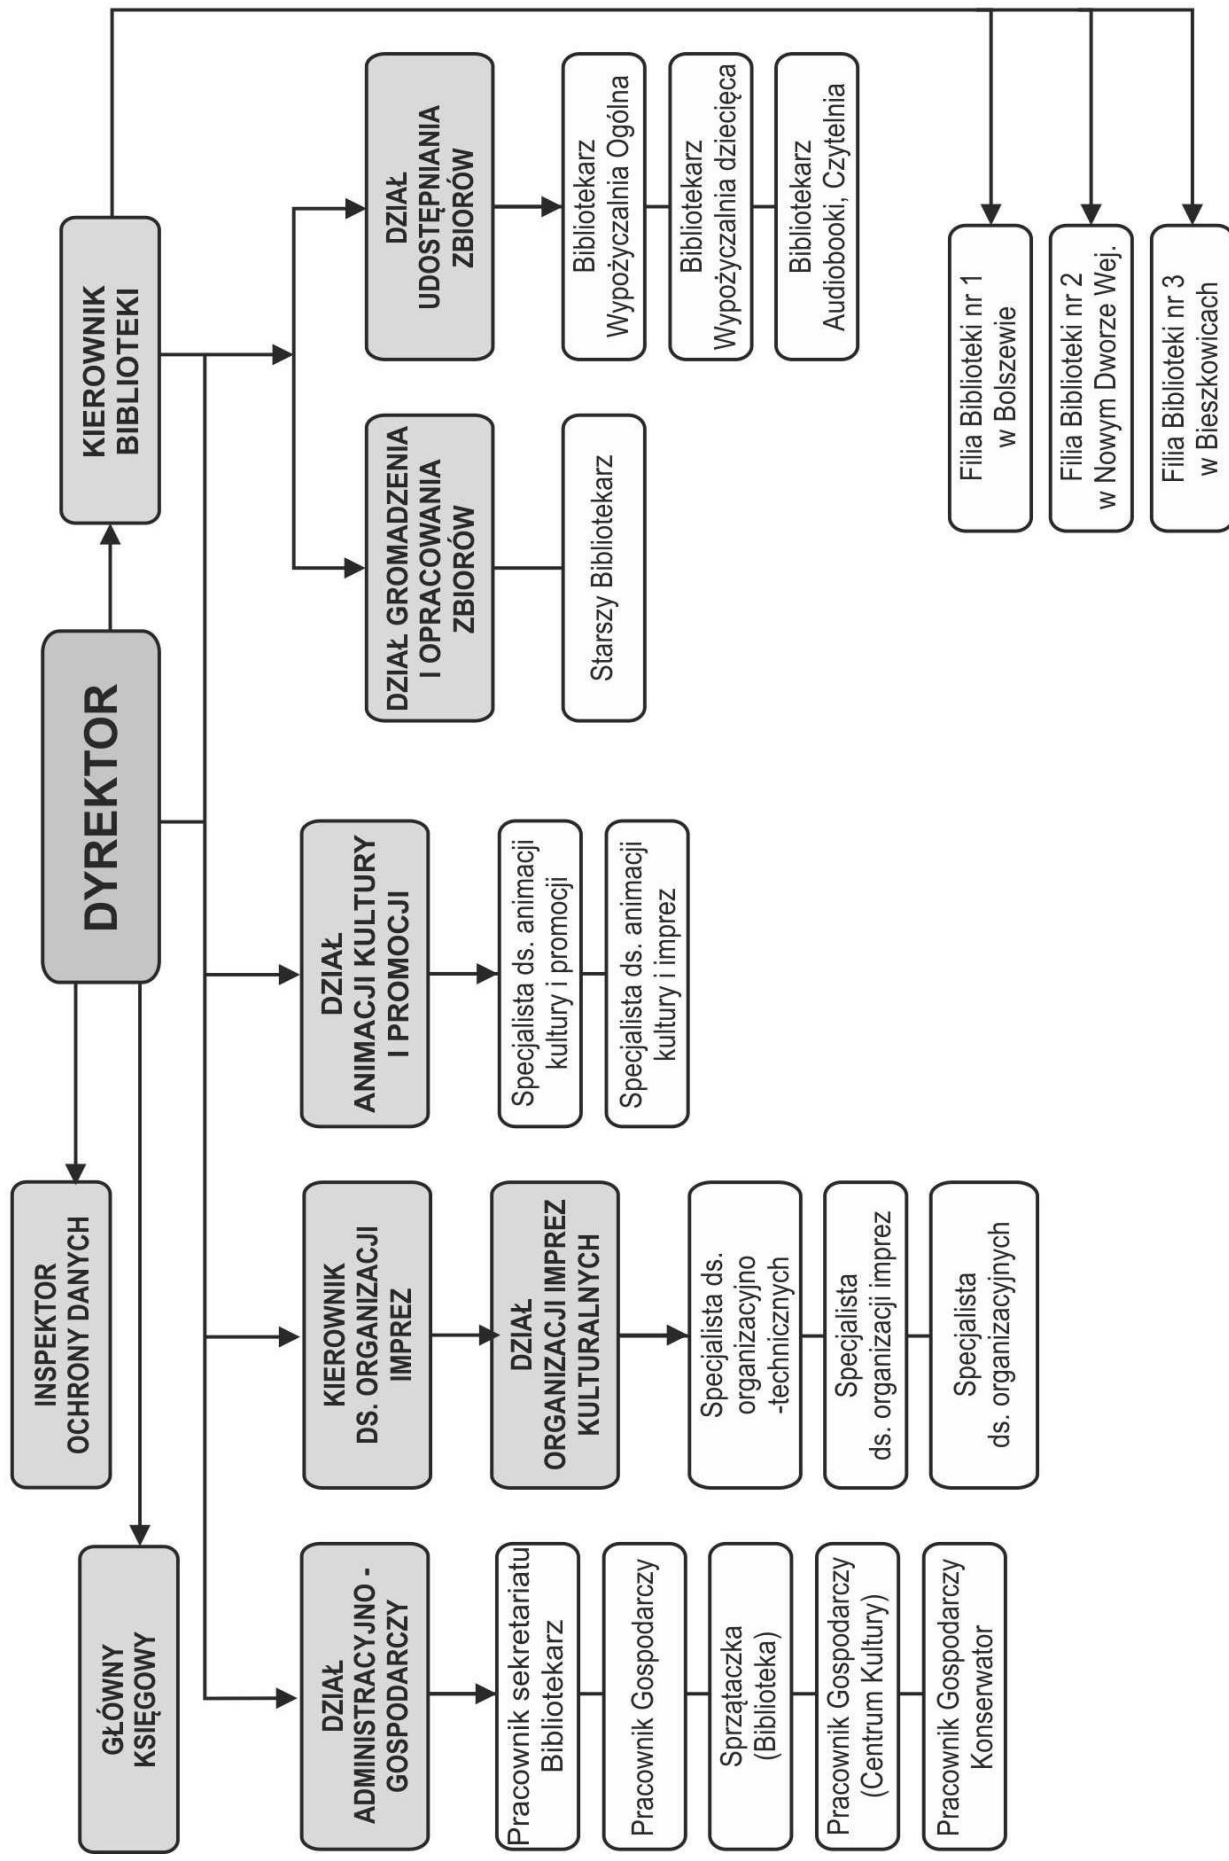 DYREKTOR
INSPEKTOR
OCHRONY DANYCH
GŁÓWNY
KSIĘGOWY
KIEROWNIK
BIBLIOTEKI
DZIAŁ
ADMINISTRACYJNO -
GOSPODARCZY
Pracownik sekretariatu
Bibliotekarz
Pracownik Gospodarczy
Sprzątaczka
(Biblioteka)
Pracownik Gospodarczy
(Centrum Kultury)
Pracownik Gospodarczy
Konserwator
KIEROWNIK
DS. ORGANIZACJI
IMPREZ
DZIAŁ
ORGANIZACJI IMPREZ
KULTURALNYCH
Specjalista ds.
organizacyjno
-technicznych
Specjalista
ds. organizacji imprez
Specjalista
ds. organizacyjnych
DZIAŁ
ANIMACJI KULTURY
I PROMOCJI
Specjalista ds. animacji
kultury i promocji
Specjalista ds. animacji
kultury i imprez
DZIAŁ GROMADZENIA
I OPRACOWANIA
ZBIORÓW
Starszy Bibliotekarz
DZIAŁ
UDOSTĘPNIANIA
ZBIORÓW
Bibliotekarz
Wypożyczalnia Ogólna
Bibliotekarz
Wypożyczalnia dziecięca
Bibliotekarz
Audiobooki, Czytelnia
Filia Biblioteki nr 1
w Bolszewie
Filia Biblioteki nr 2
w Nowym Dworze Wej.
Filia Biblioteki nr 3
w Bieszkowicach